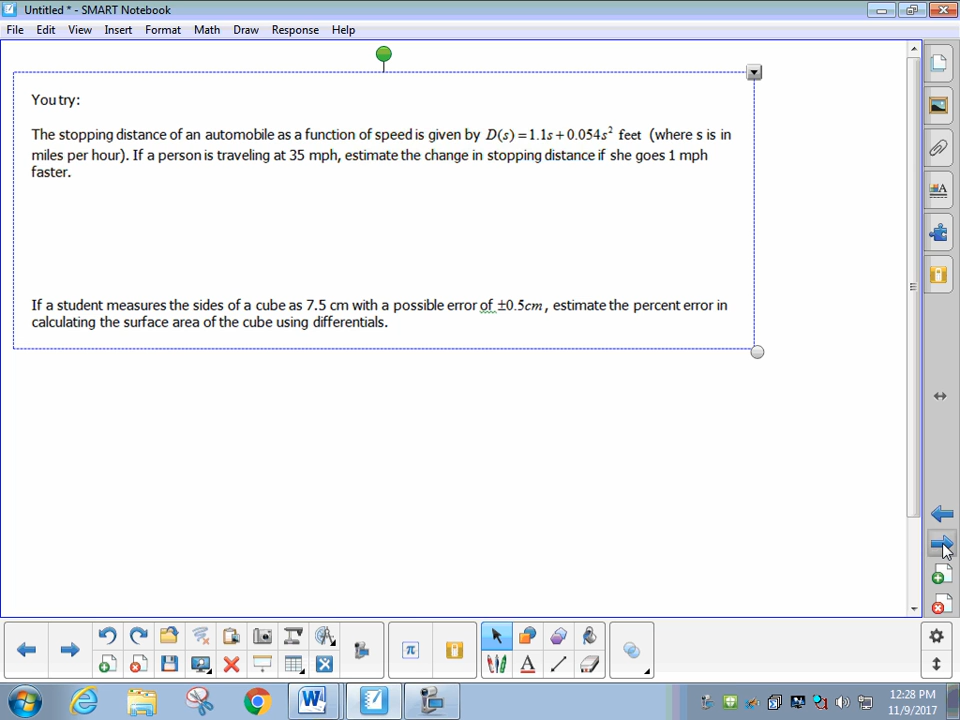 Untitled * - SMART Notebook
File Edit View Insert Format Math Draw Response Help
You try:
The stopping distance of an automobile as a function of speed is given by D(s) = 1.1s + 0.054s² feet (where s is in
miles per hour). If a person is traveling at 35 mph, estimate the change in stopping distance if she goes 1 mph
faster.
If a student measures the sides of a cube as 7.5 cm with a possible error of ±0.5cm, estimate the percent error in
calculating the surface area of the cube using differentials.
12:28 PM
11/9/2017